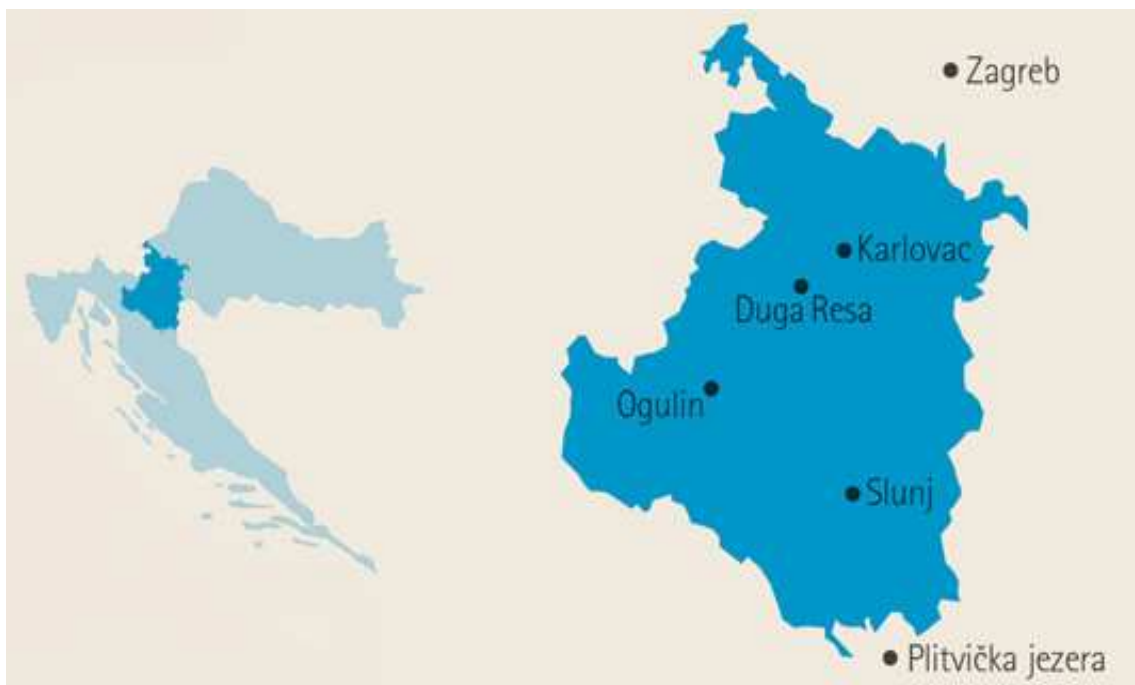 Zagreb
Karlovac
Duga Resa
Ogulin
Slunj
Plitvička jezera